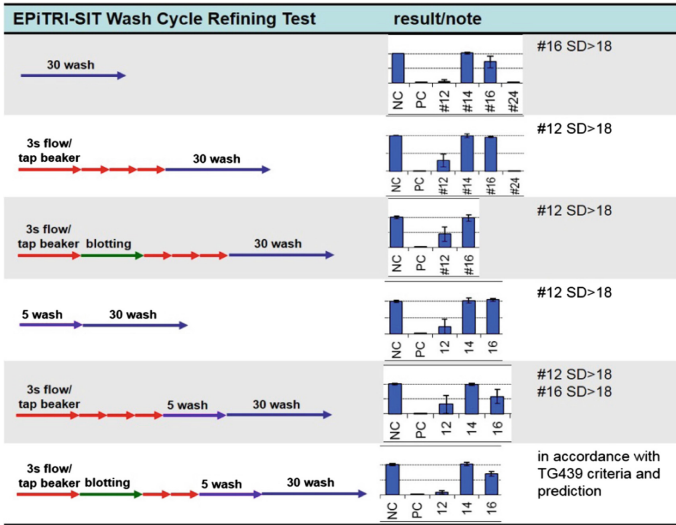 EPiTRI-SIT Wash Cycle Refining Test result/note
30 wash
NC PC #12 #14 #16 #24
#16 SD>18
3s flow/
tap beaker
30 wash
NC PC #12 #14 #16 #24
#12 SD>18
3s flow/
tap beaker blotting
30 wash
NC PC #12 #16
#12 SD>18
5 wash 30 wash
NC PC 12 14 16
#12 SD>18
3s flow/
tap beaker
5 wash 30 wash
NC PC 12 14 16
#12 SD>18
#16 SD>18
3s flow/
tap beaker blotting
5 wash 30 wash
NC PC 12 14 16
in accordance with
TG439 criteria and
prediction